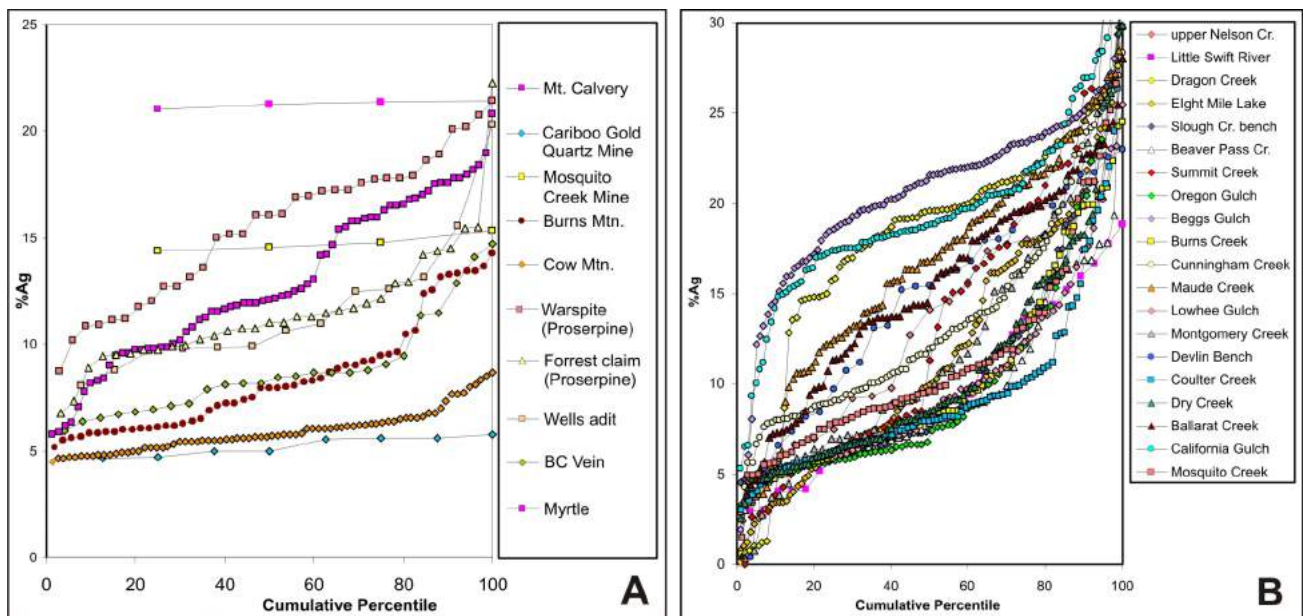 25
20
15
10
5
0
%Ag
0
20
40
60
80
100
Cumulative Percentile
A
Mt. Calvery
Cariboo Gold
Quartz Mine
Mosquito
Creek Mine
Burns Mtn.
Cow Mtn.
Warspite
(Proserpine)
Forrest claim
(Proserpine)
Wells adit
BC Vein
Myrtle
30
25
20
15
10
5
0
%Ag
0
20
40
60
80
100
Cumulative Percentile
B
upper Nelson Cr.
Little Swift River
Dragon Creek
EIght Mile Lake
Slough Cr. bench
Beaver Pass Cr.
Summit Creek
Oregon Gulch
Beggs Gulch
Burns Creek
Cunningham Creek
Maude Creek
Lowhee Gulch
Montgomery Creek
Devlin Bench
Coulter Creek
Dry Creek
Ballarat Creek
California Gulch
Mosquito Creek